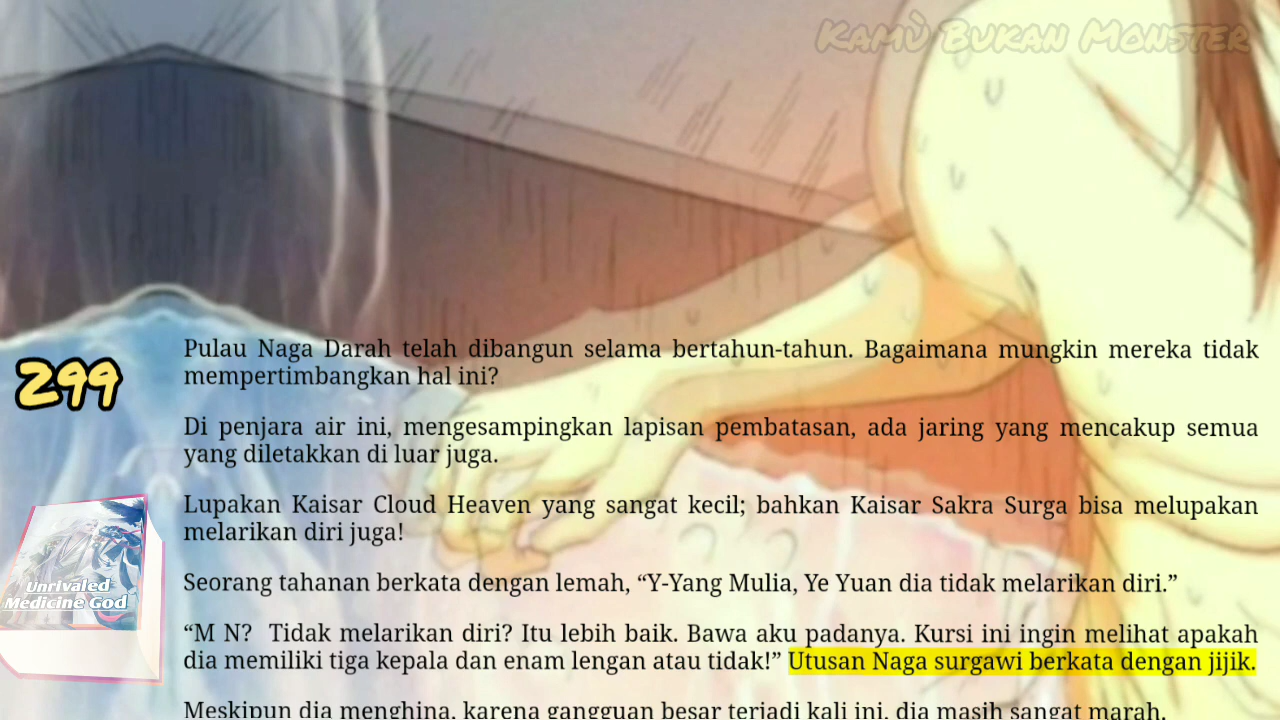 Kamù Bukan Monster
Pulau Naga Darah telah dibangun selama bertahun-tahun. Bagaimana mungkin mereka tidak
mempertimbangkan hal ini?
299
Di penjara air ini, mengesampingkan lapisan pembatasan, ada jaring yang mencakup semua
yang diletakkan di luar juga.
Lupakan Kaisar Cloud Heaven yang sangat kecil; bahkan Kaisar Sakra Surga bisa melupakan
melarikan diri juga!
Seorang tahanan berkata dengan lemah, “Y-Yang Mulia, Ye Yuan dia tidak melarikan diri.”
Unrivaled
Medicine God
“M N?  Tidak melarikan diri? Itu lebih baik. Bawa aku padanya. Kursi ini ingin melihat apakah
dia memiliki tiga kepala dan enam lengan atau tidak!” Utusan Naga surgawi berkata dengan jijik.
Meskipun dia menghina, karena gangguan besar terjadi kali ini, dia masih sangat marah.